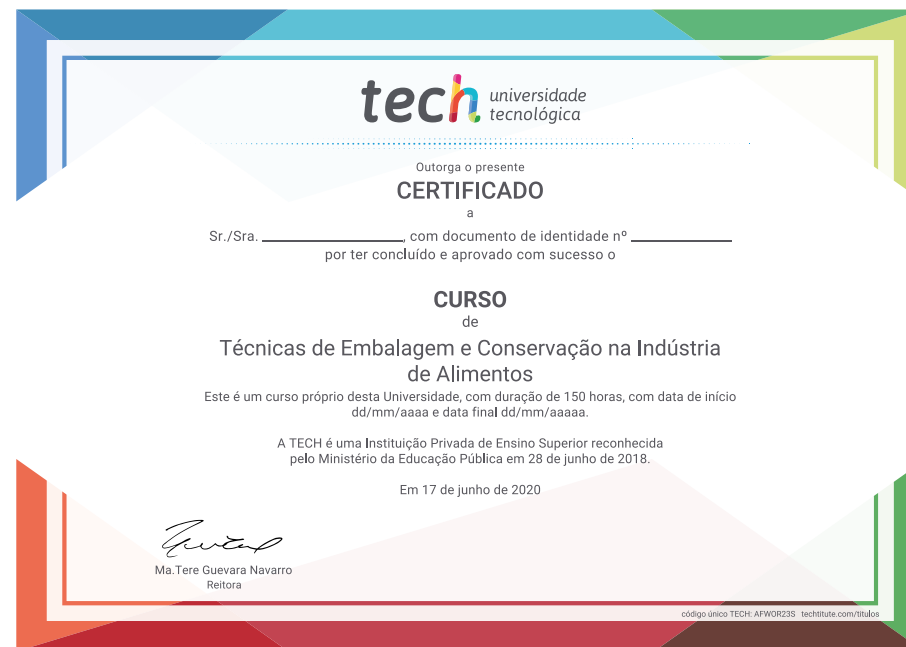 tech universidade
tecnológica
Outorga o presente
CERTIFICADO
a
Sr./Sra. ____________________, com documento de identidade nº ______________
por ter concluído e aprovado com sucesso o
CURSO
de
Técnicas de Embalagem e Conservação na Indústria
de Alimentos
Este é um curso próprio desta Universidade, com duração de 150 horas, com data de início
dd/mm/aaaa e data final dd/mm/aaaaa.
A TECH é uma Instituição Privada de Ensino Superior reconhecida
pelo Ministério da Educação Pública em 28 de junho de 2018.
Em 17 de junho de 2020
Ma.Tere Guevara Navarro
Reitora
código único TECH: AFWOR23S techtitute.com/titulos